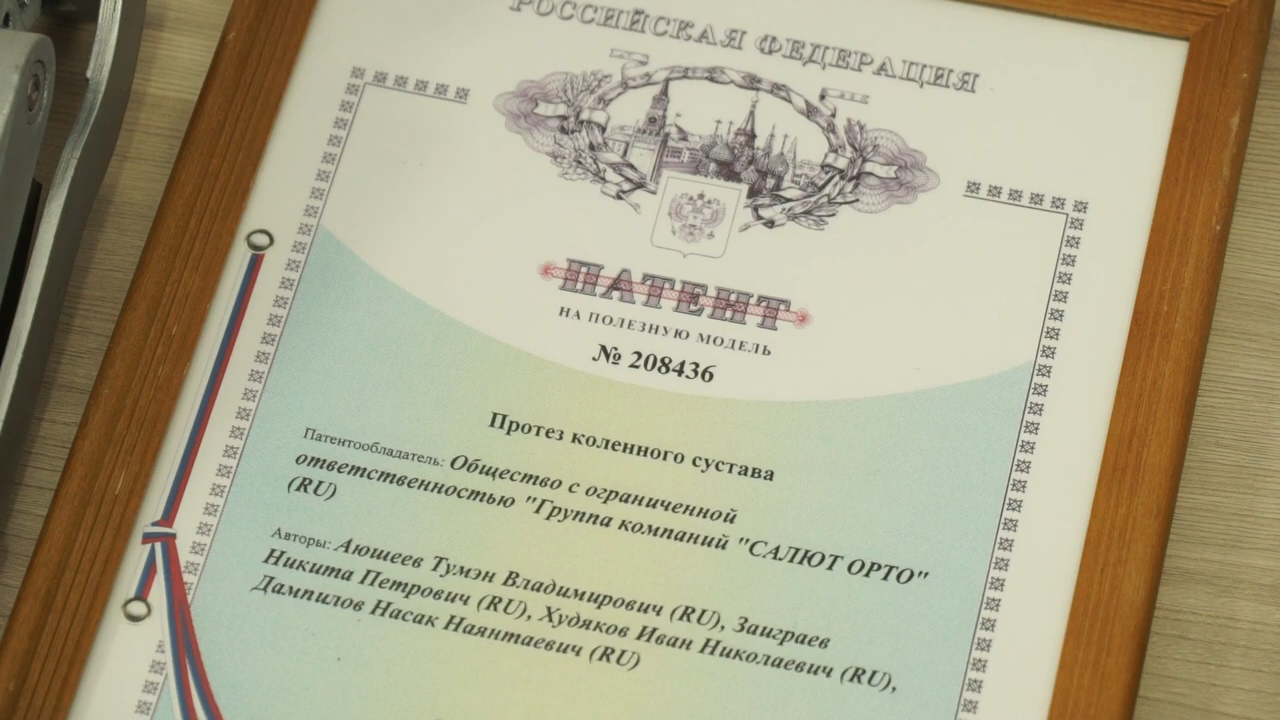 РОССИЙСКАЯ ФЕДЕРАЦИЯ
ПАТЕНТ
НА ПОЛЕЗНУЮ МОДЕЛЬ
№ 208436
Протез коленного сустава
Патентообладатель: Общество с ограниченной
ответственностью "Группа компаний "САЛЮТ ОРТО"
(RU)
Авторы: Аюшеев Тумэн Владимирович (RU), Заиграев
Никита Петрович (RU), Худяков Иван Николаевич (RU),
Дампилов Насак Наянтаевич (RU)